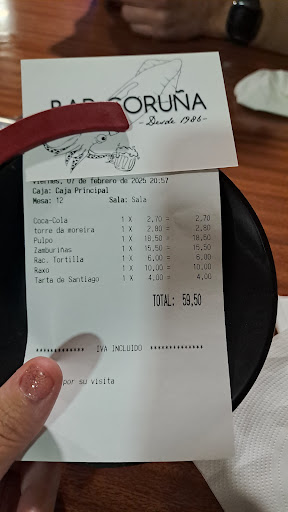 BAR CORUÑA
-Desde 1986-
Viernes, 07 de febrero de 2025 20:57
Caja: Caja Principal
Mesa: 12 Sala: Sala
Coca-Cola 1 X 2,70 = 2,70
torre da moreira 1 X 2,80 = 2,80
Pulpo 1 X 18,50 = 18,50
Zamburiñas 1 X 15,50 = 15,50
Rac. Tortilla 1 X 6,00 = 6,00
Raxo 1 X 10,00 = 10,00
Tarta de Santiago 1 X 4,00 = 4,00
TOTAL: 59,50
************* IVA INCLUIDO **************
por su visita